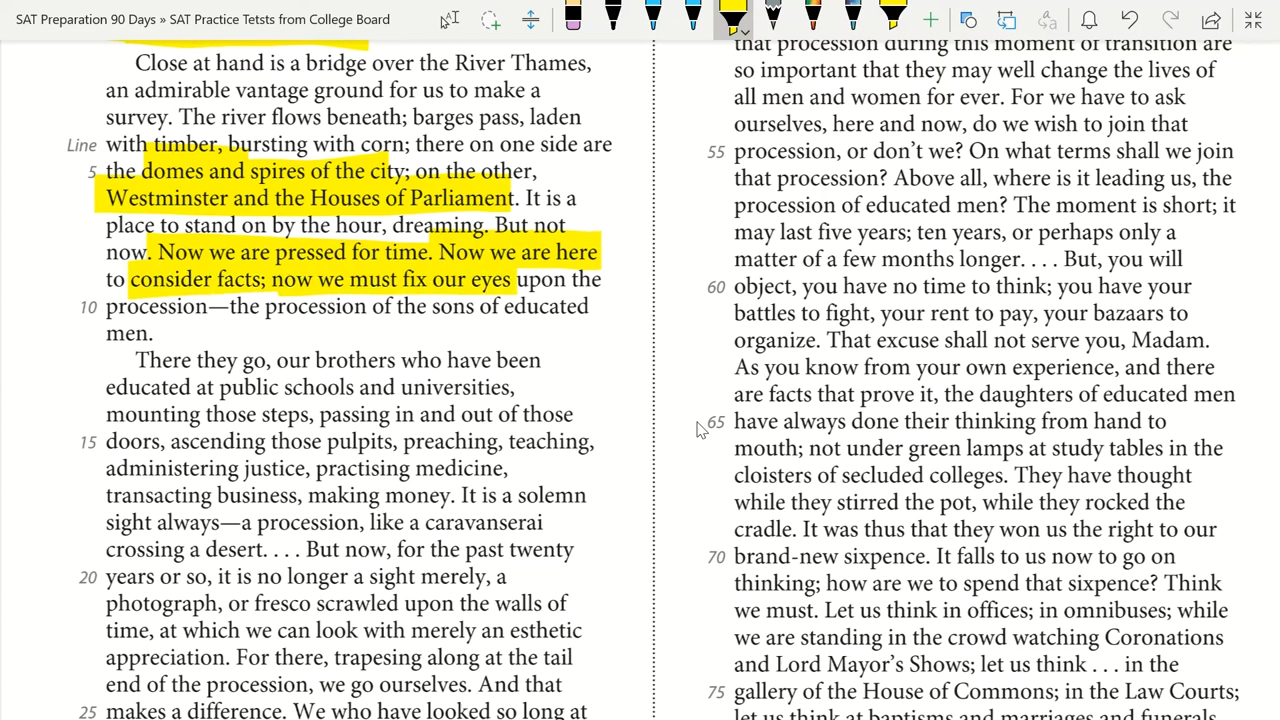 SAT Preparation 90 Days » SAT Practice Tetsts from College Board
Close at hand is a bridge over the River Thames,
an admirable vantage ground for us to make a
survey. The river flows beneath; barges pass, laden
Line with timber, bursting with corn; there on one side are
5 the domes and spires of the city; on the other,
Westminster and the Houses of Parliament. It is a
place to stand on by the hour, dreaming. But not
now. Now we are pressed for time. Now we are here
to consider facts; now we must fix our eyes upon the
10 procession—the procession of the sons of educated
men.
There they go, our brothers who have been
educated at public schools and universities,
mounting those steps, passing in and out of those
15 doors, ascending those pulpits, preaching, teaching,
administering justice, practising medicine,
transacting business, making money. It is a solemn
sight always—a procession, like a caravanserai
crossing a desert. . . . But now, for the past twenty
20 years or so, it is no longer a sight merely, a
photograph, or fresco scrawled upon the walls of
time, at which we can look with merely an esthetic
appreciation. For there, trapesing along at the tail
end of the procession, we go ourselves. And that
25 makes a difference. We who have looked so long at
that procession during this moment of transition are
so important that they may well change the lives of
all men and women for ever. For we have to ask
ourselves, here and now, do we wish to join that
55 procession, or don't we? On what terms shall we join
that procession? Above all, where is it leading us, the
procession of educated men? The moment is short; it
may last five years; ten years, or perhaps only a
matter of a few months longer. . . . But, you will
60 object, you have no time to think; you have your
battles to fight, your rent to pay, your bazaars to
organize. That excuse shall not serve you, Madam.
As you know from your own experience, and there
are facts that prove it, the daughters of educated men
65 have always done their thinking from hand to
mouth; not under green lamps at study tables in the
cloisters of secluded colleges. They have thought
while they stirred the pot, while they rocked the
cradle. It was thus that they won us the right to our
70 brand-new sixpence. It falls to us now to go on
thinking; how are we to spend that sixpence? Think
we must. Let us think in offices; in omnibuses; while
we are standing in the crowd watching Coronations
and Lord Mayor's Shows; let us think . . . in the
75 gallery of the House of Commons; in the Law Courts;
let us think at baptisms and marriages and funerals